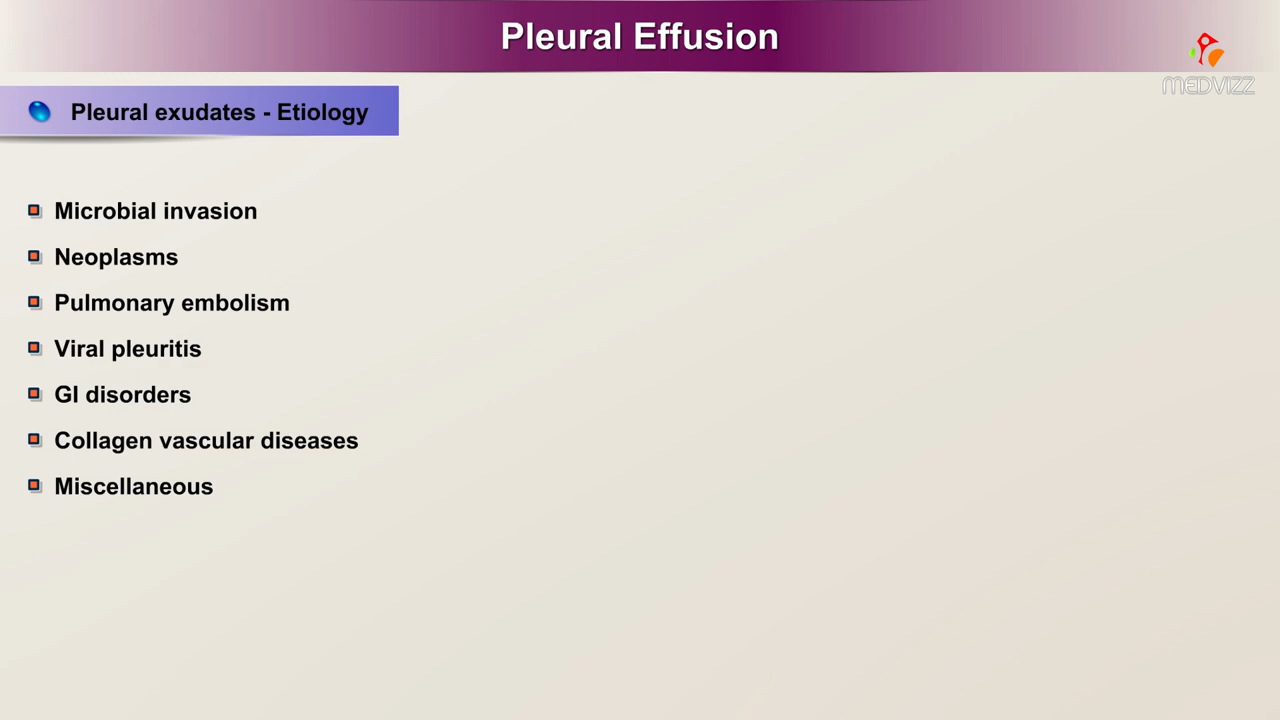 Pleural Effusion
MEDVIZZ
Pleural exudates - Etiology
Microbial invasion
Neoplasms
Pulmonary embolism
Viral pleuritis
GI disorders
Collagen vascular diseases
Miscellaneous